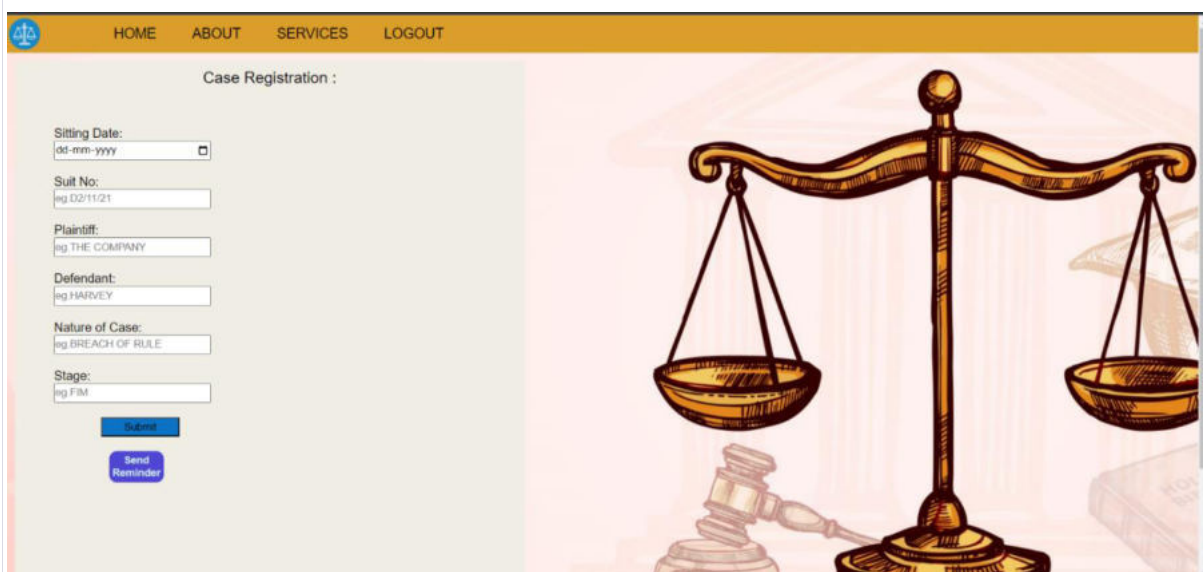 HOME ABOUT SERVICES LOGOUT
Case Registration :
Sitting Date:
dd-mm-yyyy
Suit No:
eg.D2/11/21
Plaintiff:
eg.THE COMPANY
Defendant:
eg.HARVEY
Nature of Case:
eg.BREACH OF RULE
Stage:
eg.FIM
Submit
Send
Reminder